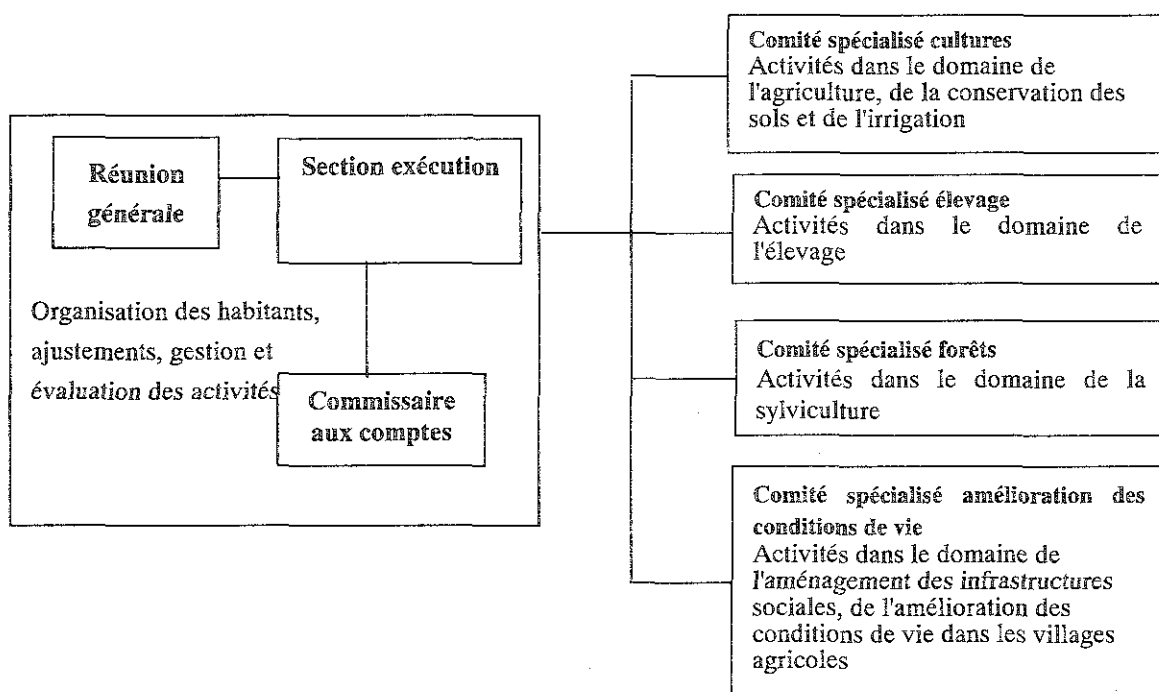 Réunion
générale
Section exécution
Organisation des habitants,
ajustements, gestion et
évaluation des activités
Commissaire
aux comptes
Comité spécialisé cultures
Activités dans le domaine de
l'agriculture, de la conservation des
sols et de l'irrigation
Comité spécialisé élevage
Activités dans le domaine de
l'élevage
Comité spécialisé forêts
Activités dans le domaine de la
sylviculture
Comité spécialisé amélioration des
conditions de vie
Activités dans le domaine de
l'aménagement des infrastructures
sociales, de l'amélioration des
conditions de vie dans les villages
agricoles